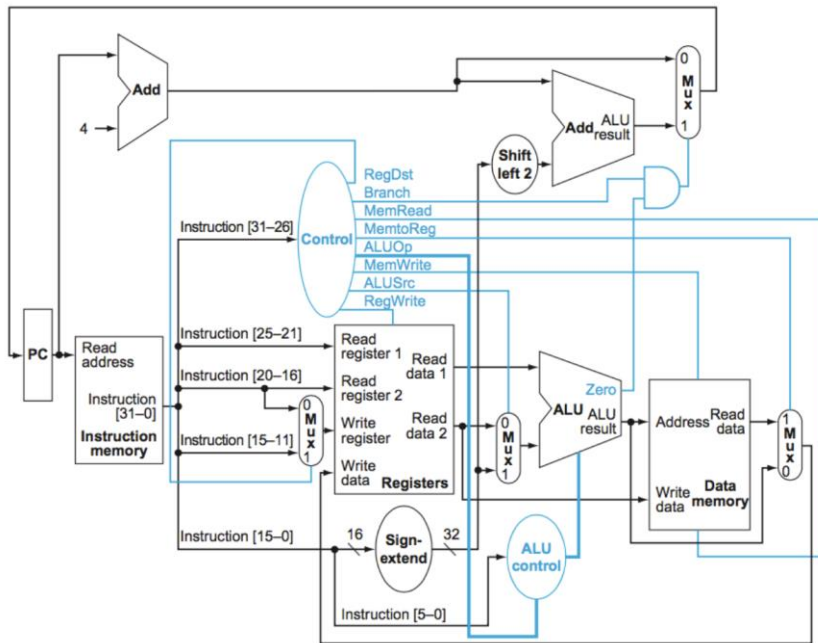 Add
4
0
Mux
1
Add
ALU
result
Shift
left 2
RegDst
Branch
MemRead
MemtoReg
ALUOp
MemWrite
ALUSrc
RegWrite
Control
Instruction [31–26]
Instruction [25–21]
Instruction [20–16]
Instruction [15–11]
Instruction [15–0]
Instruction [5–0]
PC
Read
address
Instruction
[31–0]
Instruction
memory
0
Mux
1
Read
register 1
Read
register 2
Write
register
Write
data
Read
data 1
Read
data 2
Registers
0
Mux
1
Zero
ALU
ALU
result
Address
Read
data
Write
data
Data
memory
1
Mux
0
16
Sign-
extend
32
ALU
control